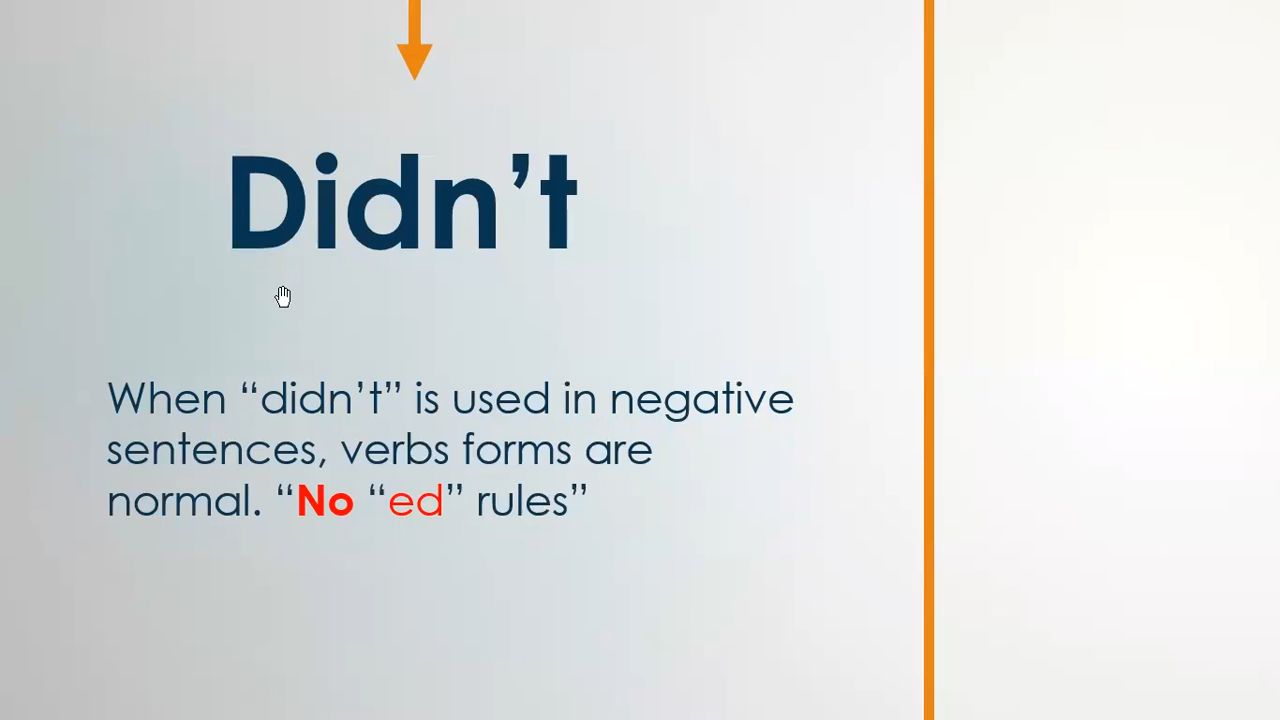 Didn’t
When “didn’t” is used in negative
sentences, verbs forms are
normal. “No “ed” rules”